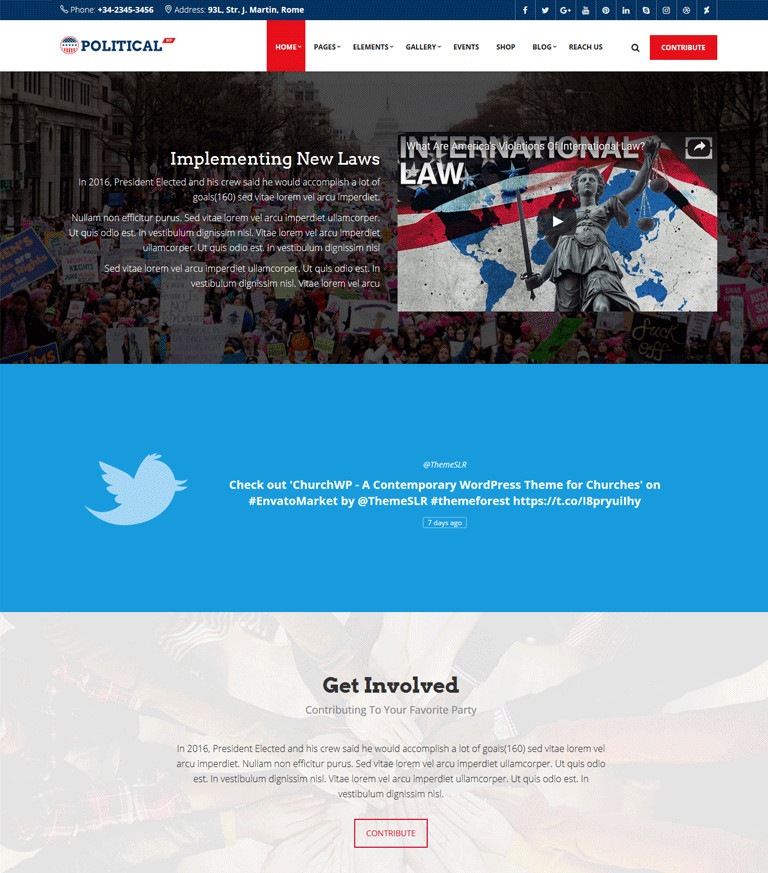 Phone: +34-2345-3456 Address: 93L, Str. J. Martin, Rome
POLITICAL WP
HOME PAGES ELEMENTS GALLERY EVENTS SHOP BLOG REACH US CONTRIBUTE
Implementing New Laws
In 2016, President Elected and his crew said he would accomplish a lot of
goals(160) sed vitae lorem vel arcu imperdiet.
Nullam non efficitur purus. Sed vitae lorem vel arcu imperdiet ullamcorper.
Ut quis odio est. In vestibulum dignissim nisl. Vitae lorem vel arcu imperdiet
ullamcorper. Ut quis odio est. in vestibulum dignissim nisl
Sed vitae lorem vel arcu imperdiet ullamcorper. Ut quis odio est. In
vestibulum dignissim nisl. Vitae lorem vel arcu
What Are America's Violations Of International Law?
INTERNATIONAL
LAW
Fuck
off
@ThemeSLR
Check out 'ChurchWP - A Contemporary WordPress Theme for Churches' on
#EnvatoMarket by @ThemeSLR #themeforest https://t.co/I8pryuiIhy
7 days ago
Get Involved
Contributing To Your Favorite Party
In 2016, President Elected and his crew said he would accomplish a lot of goals(160) sed vitae lorem vel
arcu imperdiet. Nullam non efficitur purus. Sed vitae lorem vel arcu imperdiet ullamcorper. Ut quis odio
est. In vestibulum dignissim nisl. Vitae lorem vel arcu imperdiet ullamcorper. Ut quis odio est. In
vestibulum dignissim nisl.
CONTRIBUTE